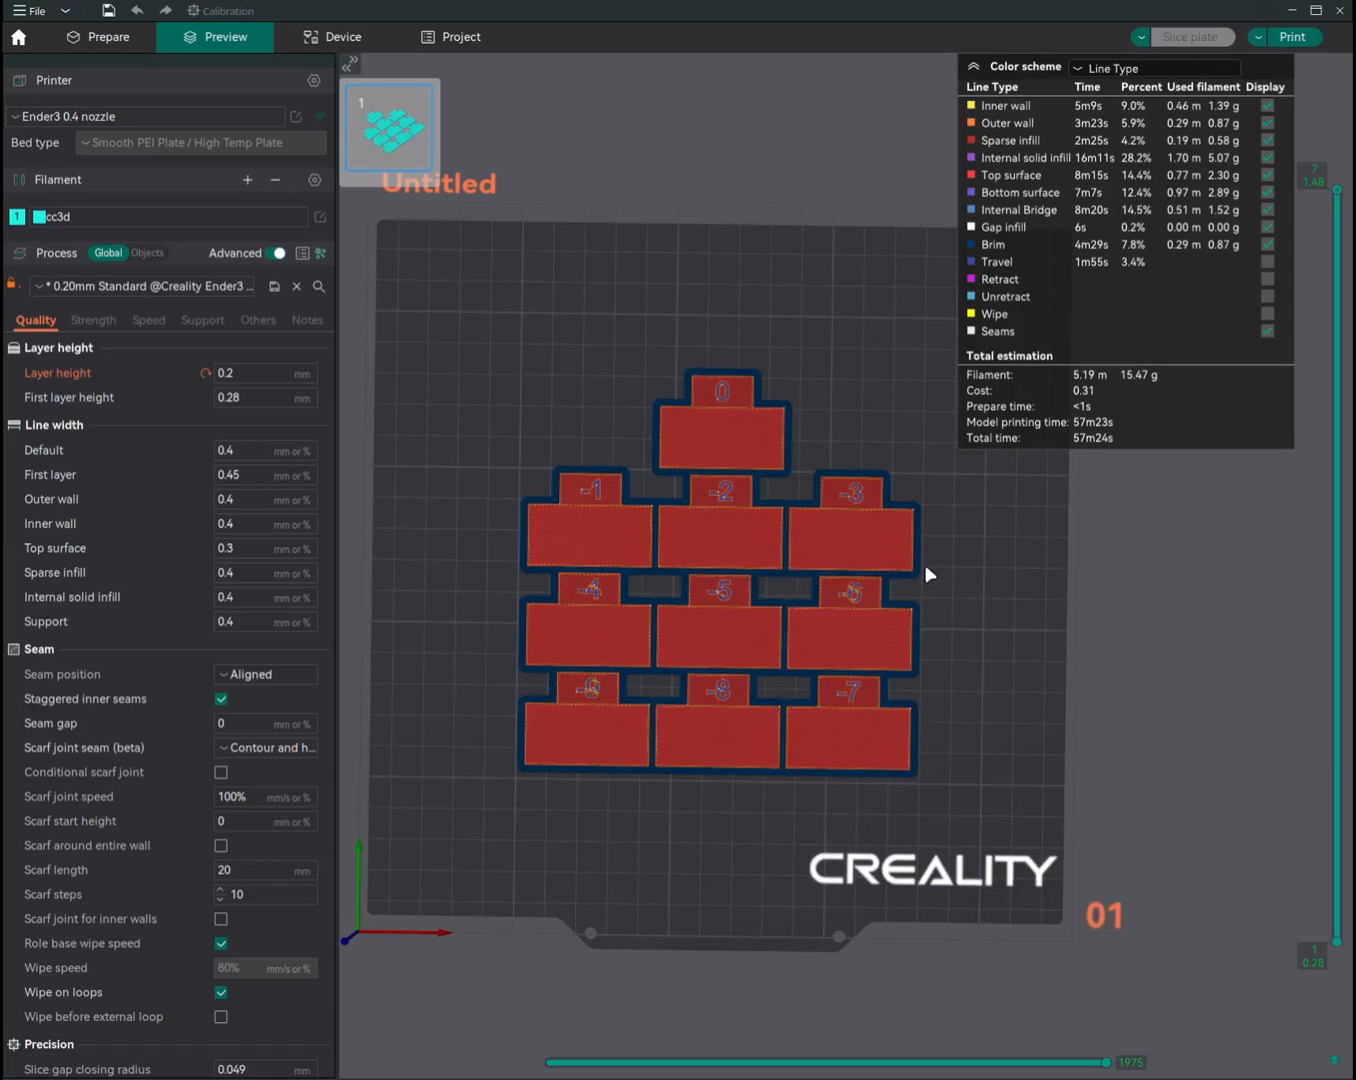 File
Calibration
Prepare
Preview
Device
Project
Slice plate
Print
Printer
Ender3 0.4 nozzle
Bed type
Smooth PEI Plate / High Temp Plate
Filament
1
cc3d
Process
Global
Objects
Advanced
* 0.20mm Standard @Creality Ender3 ...
Quality
Strength
Speed
Support
Others
Notes
Layer height
Layer height 0.2 mm
First layer height 0.28 mm
Line width
Default 0.4 mm or %
First layer 0.45 mm or %
Outer wall 0.4 mm or %
Inner wall 0.4 mm or %
Top surface 0.3 mm or %
Sparse infill 0.4 mm or %
Internal solid infill 0.4 mm or %
Support 0.4 mm or %
Seam
Seam position Aligned
Staggered inner seams
Seam gap 0 mm or %
Scarf joint seam (beta) Contour and h...
Conditional scarf joint
Scarf joint speed 100% mm/s or %
Scarf start height 0 mm or %
Scarf around entire wall
Scarf length 20 mm
Scarf steps 10
Scarf joint for inner walls
Role base wipe speed
Wipe speed 80% mm/s or %
Wipe on loops
Wipe before external loop
Precision
Slice gap closing radius 0.049 mm
1
Untitled
0
-1 -2 -3
-4 -5 -6
-9 -8 -7
CREALITY
01
Color scheme Line Type
Line Type Time Percent Used filament Display
Inner wall 5m9s 9.0% 0.46 m 1.39 g
Outer wall 3m23s 5.9% 0.29 m 0.87 g
Sparse infill 2m25s 4.2% 0.19 m 0.58 g
Internal solid infill 16m11s 28.2% 1.70 m 5.07 g
Top surface 8m15s 14.4% 0.77 m 2.30 g
Bottom surface 7m7s 12.4% 0.97 m 2.89 g
Internal Bridge 8m20s 14.5% 0.51 m 1.52 g
Gap infill 6s 0.2% 0.00 m 0.00 g
Brim 4m29s 7.8% 0.29 m 0.87 g
Travel 1m55s 3.4%
Retract
Unretract
Wipe
Seams
Total estimation
Filament: 5.19 m 15.47 g
Cost: 0.31
Prepare time: <1s
Model printing time: 57m23s
Total time: 57m24s
7
1.48
1
0.28
1975